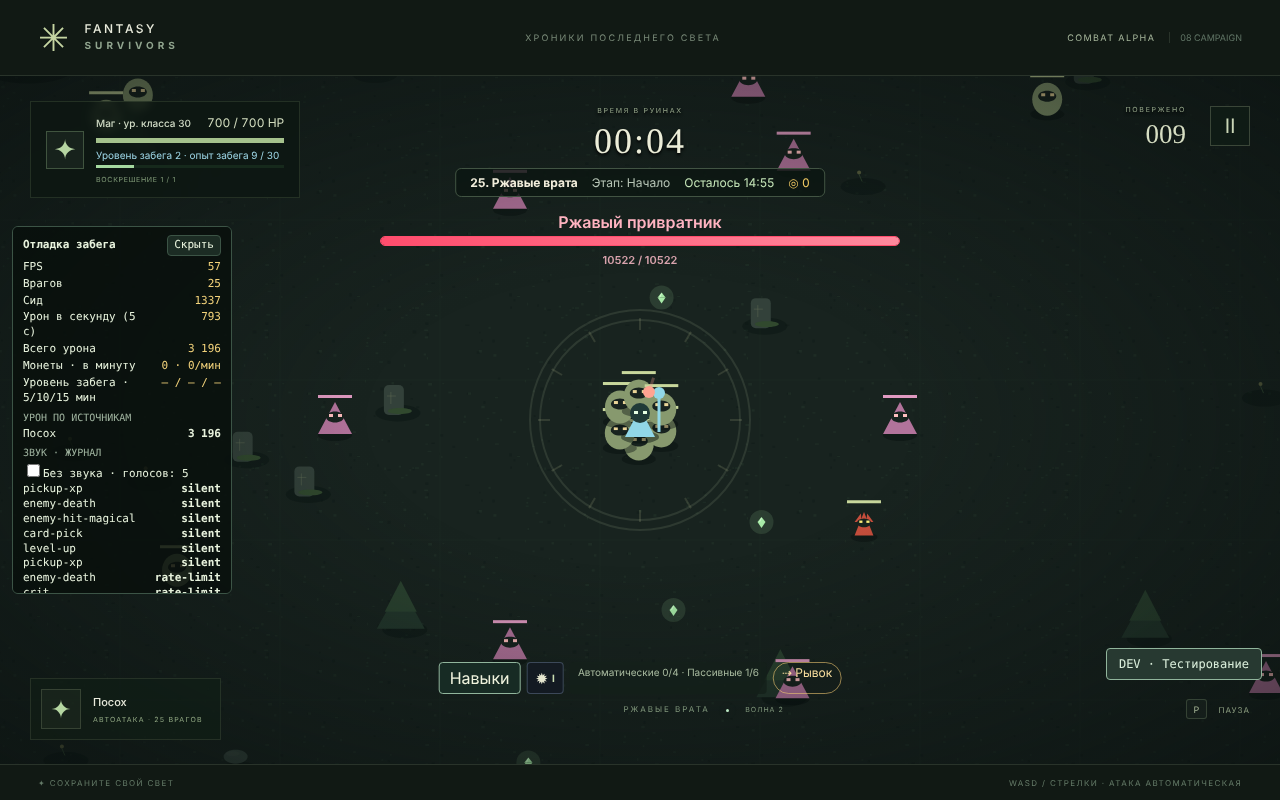 FANTASY
SURVIVORS
ХРОНИКИ ПОСЛЕДНЕГО СВЕТА
COMBAT ALPHA
08 CAMPAIGN
Маг · ур. класса 30
700 / 700 HP
Уровень забега 2 · опыт забега 9 / 30
ВОСКРЕШЕНИЕ 1 / 1
ВРЕМЯ В РУИНАХ
00:04
25. Ржавые врата Этап: Начало Осталось 14:55 ◎ 0
Ржавый привратник
10522 / 10522
ПОВЕРЖЕНО
009
Отладка забега Скрыть
FPS 57
Врагов 25
Сид 1337
Урон в секунду (5 793
с)
Всего урона 3 196
Монеты · в минуту 0 · 0/мин
Уровень забега · — / — / —
5/10/15 мин
УРОН ПО ИСТОЧНИКАМ
Посох 3 196
ЗВУК · ЖУРНАЛ
Без звука · голосов: 5
pickup-xp silent
enemy-death silent
enemy-hit-magical silent
card-pick silent
level-up silent
pickup-xp silent
enemy-death rate-limit
crit rate-limit
Посох
АВТОАТАКА · 25 ВРАГОВ
Навыки
I
Автоматические 0/4 · Пассивные 1/6
Рывок
РЖАВЫЕ ВРАТА • ВОЛНА 2
DEV · Тестирование
P ПАУЗА
✦ СОХРАНИТЕ СВОЙ СВЕТ
WASD / СТРЕЛКИ · АТАКА АВТОМАТИЧЕСКАЯ